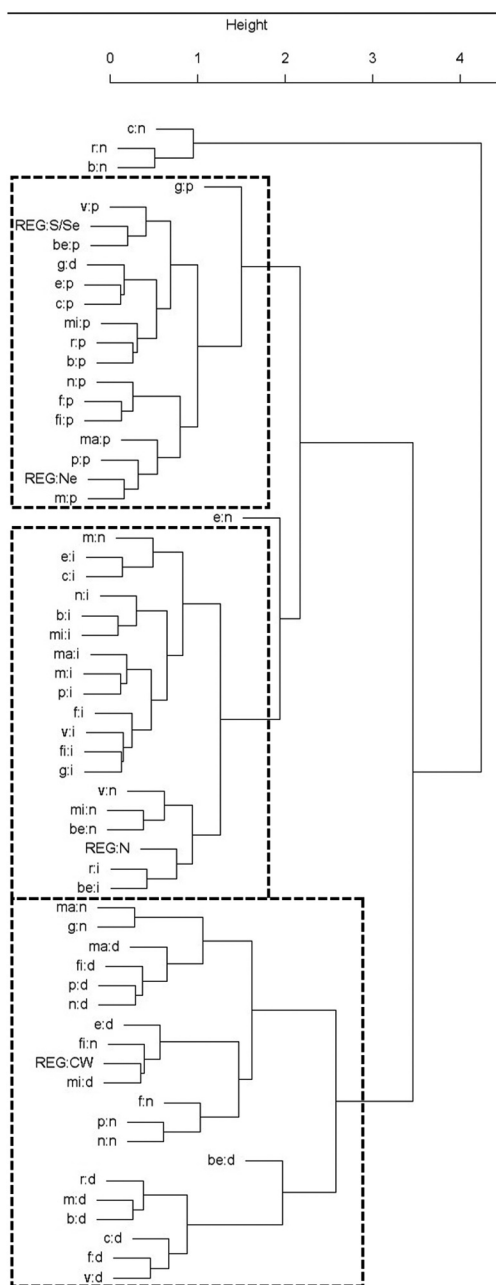 Height
0 1 2 3 4
c:n
r:n
b:n
g:p
v:p
REG:S/Se
be:p
g:d
e:p
c:p
mi:p
r:p
b:p
n:p
f:p
fi:p
ma:p
p:p
REG:Ne
m:p
e:n
m:n
e:i
c:i
n:i
b:i
mi:i
ma:i
m:i
p:i
f:i
v:i
fi:i
g:i
v:n
mi:n
be:n
REG:N
r:i
be:i
ma:n
g:n
ma:d
fi:d
p:d
n:d
e:d
fi:n
REG:CW
mi:d
f:n
p:n
n:n
be:d
r:d
m:d
b:d
c:d
f:d
v:d